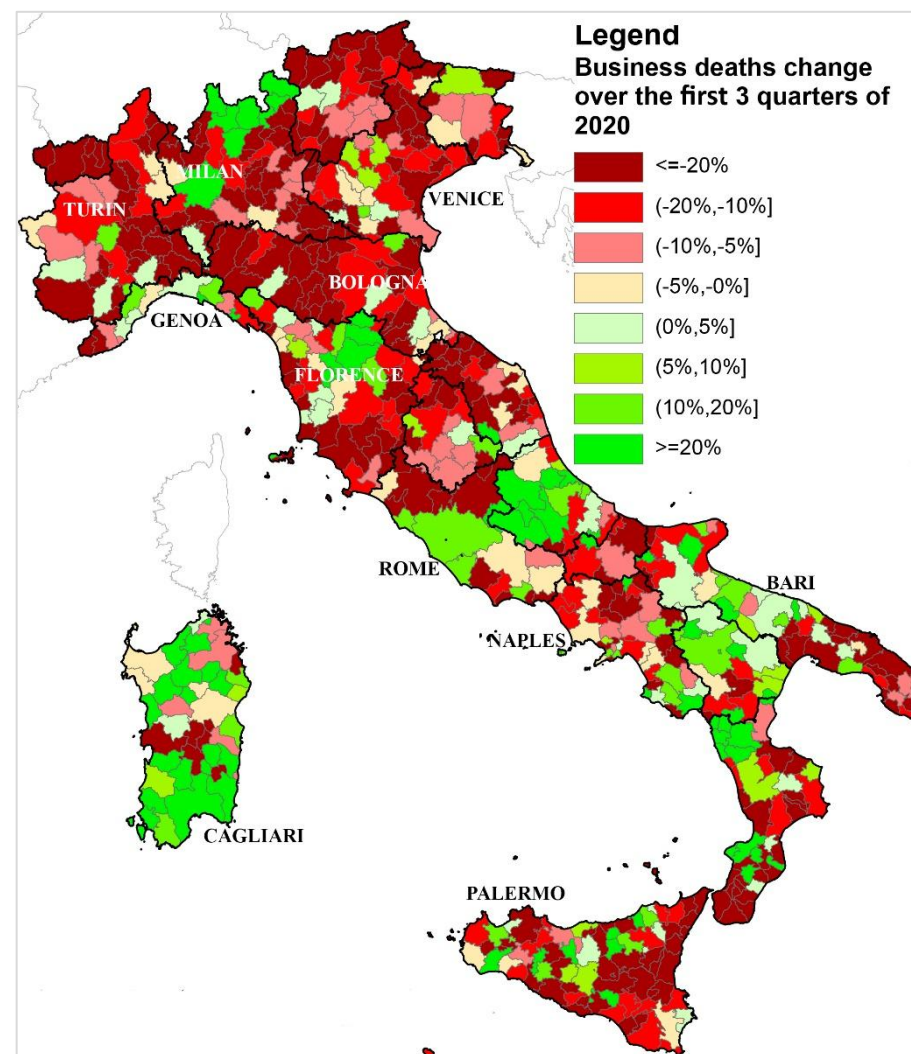 Legend
Business deaths change
over the first 3 quarters of
2020
<=-20%
(-20%,-10%]
(-10%,-5%]
(-5%,-0%]
(0%,5%]
(5%,10%]
(10%,20%]
>=20%
MILAN
TURIN
VENICE
BOLOGNA
GENOA
FLORENCE
ROME
BARI
NAPLES
CAGLIARI
PALERMO